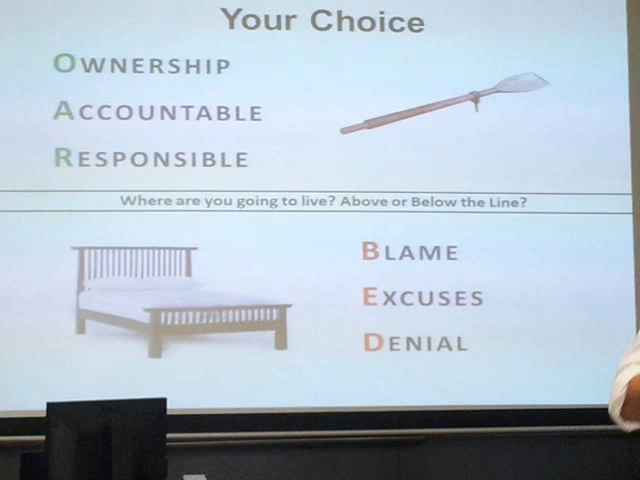 Your Choice
OWNERSHIP
ACCOUNTABLE
RESPONSIBLE
Where are you going to live? Above or Below the Line?
BLAME
EXCUSES
DENIAL